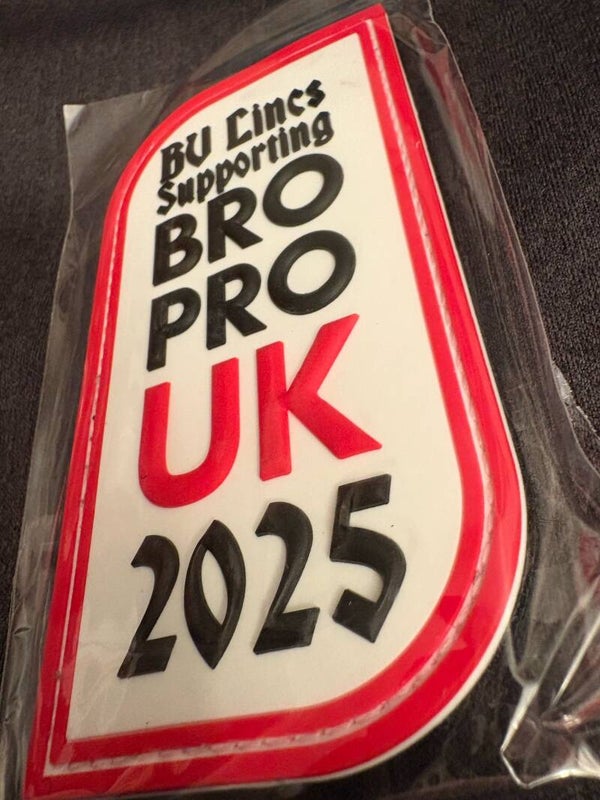 BU Lincs
Supporting
BRO
PRO
UK
2025